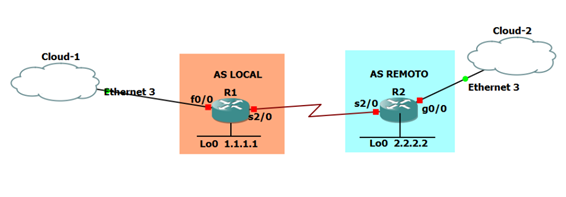 Cloud-2
Cloud-1
AS LOCAL
AS REMOTO
Ethernet 3
Ethernet 3
f0/0
R1
s2/0
s2/0
R2
g0/0
Lo0 1.1.1.1
Lo0 2.2.2.2